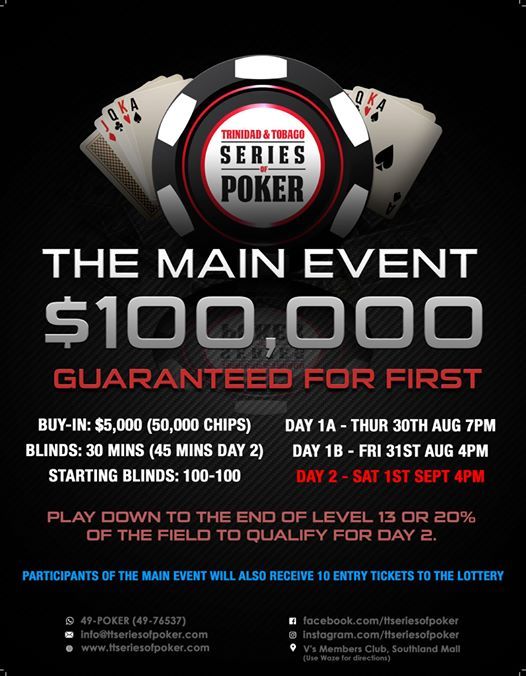 J
Q
K
A
Q
K
A
TRINIDAD & TOBAGO
SERIES
OF
POKER
THE MAIN EVENT
$100,000
GUARANTEED FOR FIRST
BUY-IN: $5,000 (50,000 CHIPS)
BLINDS: 30 MINS (45 MINS DAY 2)
STARTING BLINDS: 100-100
DAY 1A - THUR 30TH AUG 7PM
DAY 1B - FRI 31ST AUG 4PM
DAY 2 - SAT 1ST SEPT 4PM
PLAY DOWN TO THE END OF LEVEL 13 OR 20%
OF THE FIELD TO QUALIFY FOR DAY 2.
PARTICIPANTS OF THE MAIN EVENT WILL ALSO RECEIVE 10 ENTRY TICKETS TO THE LOTTERY
49-POKER (49-76537)
info@ttseriesofpoker.com
www.ttseriesofpoker.com
facebook.com/ttseriesofpoker
instagram.com/ttseriesofpoker
V's Members Club, Southland Mall
(Use Waze for directions)